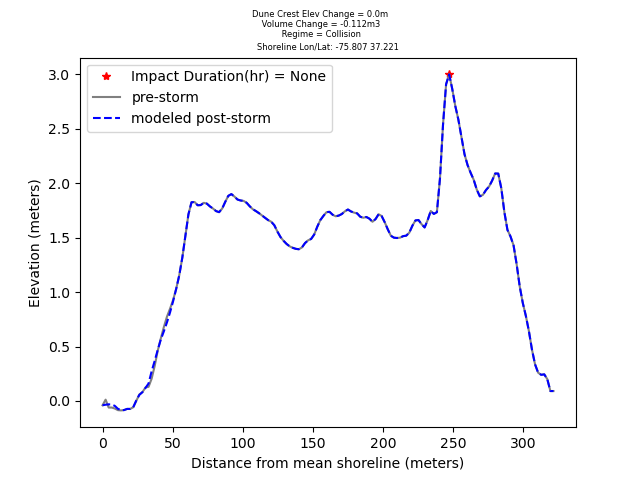 Dune Crest Elev Change = 0.0m
Volume Change = -0.112m3
Regime = Collision
Shoreline Lon/Lat: -75.807 37.221
Impact Duration(hr) = None
pre-storm
modeled post-storm
3.0
2.5
2.0
1.5
1.0
0.5
0.0
Elevation (meters)
0 50 100 150 200 250 300
Distance from mean shoreline (meters)